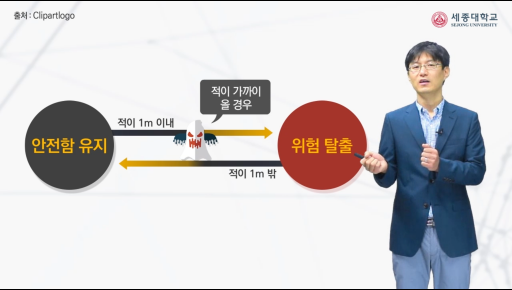 출처 : Clipartlogo
세종대학교
SEJONG UNIVERSITY
적이 가까이
올 경우
적이 1m 이내
안전함 유지
위험 탈출
적이 1m 밖